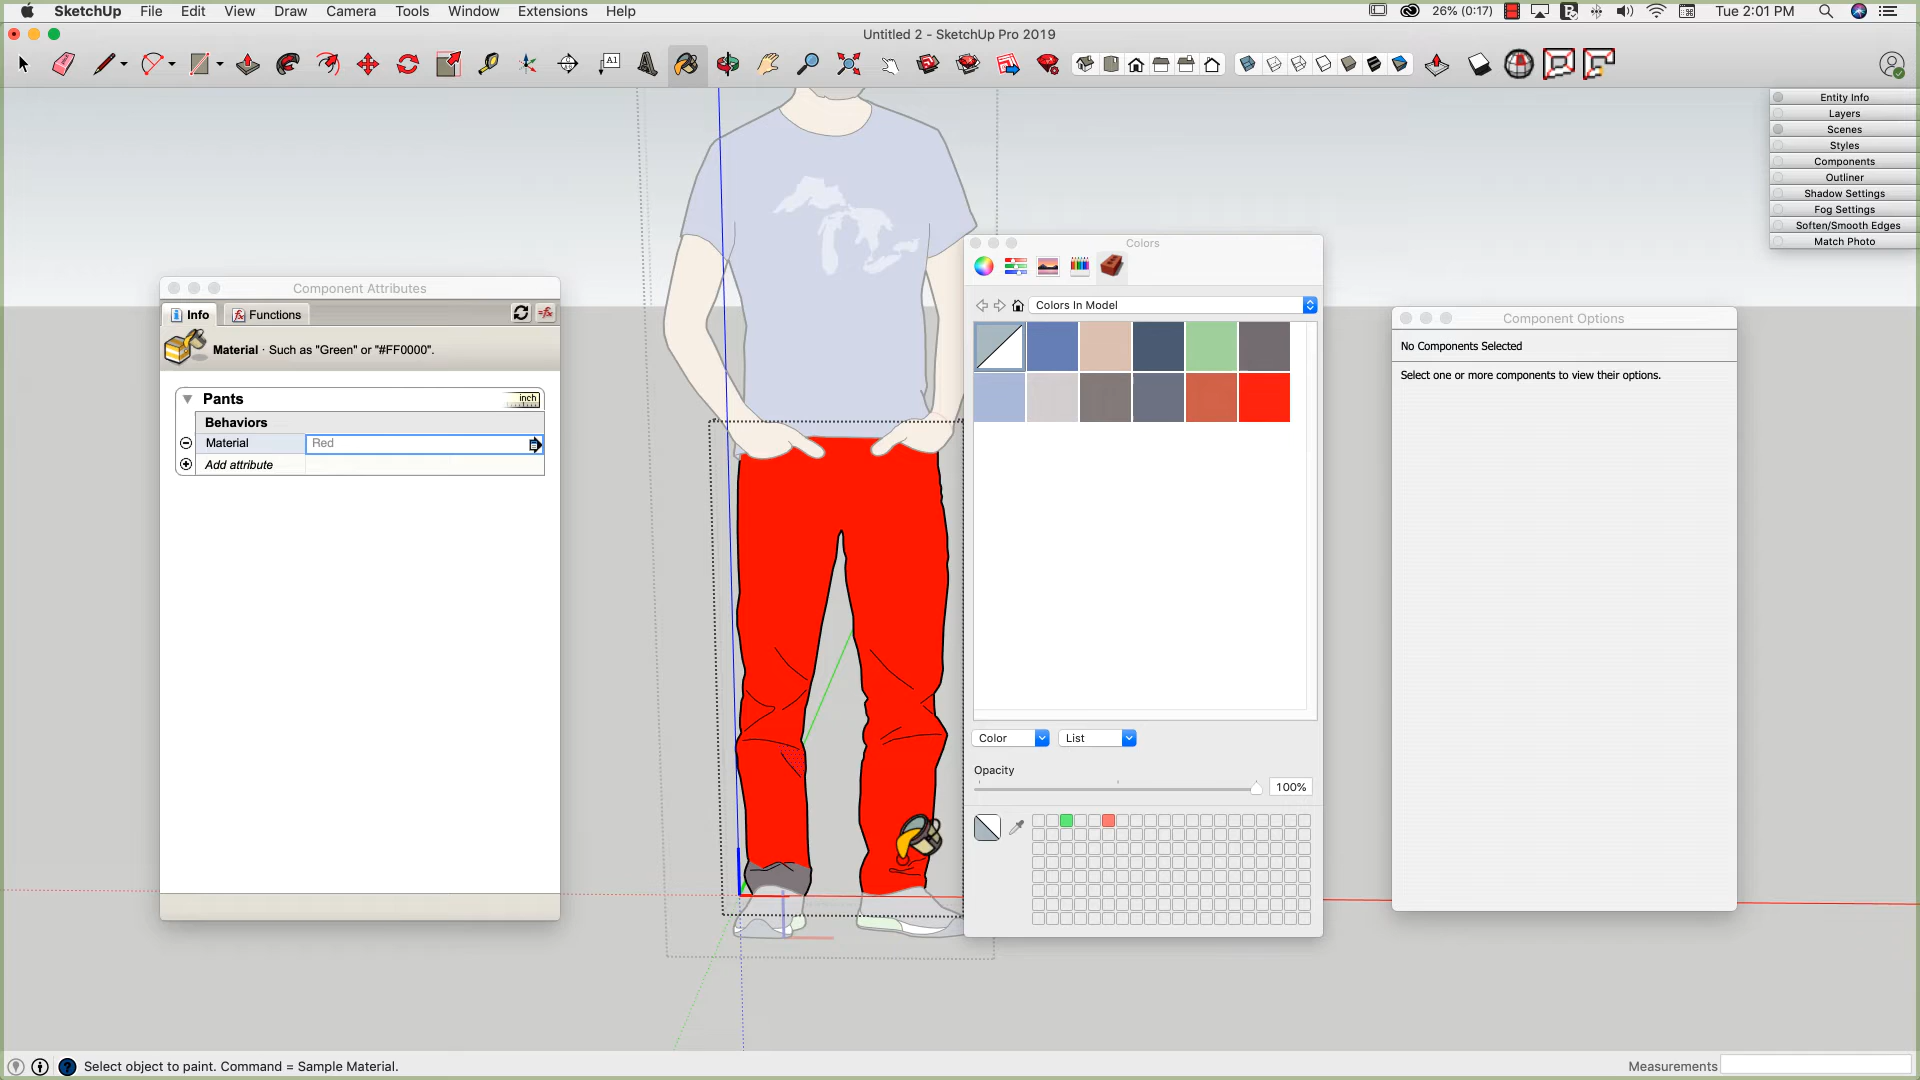 SketchUp File Edit View Draw Camera Tools Window Extensions Help
26% (0:17) Tue 2:01 PM
Untitled 2 - SketchUp Pro 2019
A1
Entity Info
Layers
Scenes
Styles
Components
Outliner
Shadow Settings
Fog Settings
Soften/Smooth Edges
Match Photo
Component Attributes
Info Functions
Material · Such as "Green" or "#FF0000".
Pants inch
Behaviors
Material Red
Add attribute
Colors
Colors In Model
Color List
Opacity
100%
Component Options
No Components Selected
Select one or more components to view their options.
Select object to paint. Command = Sample Material.
Measurements